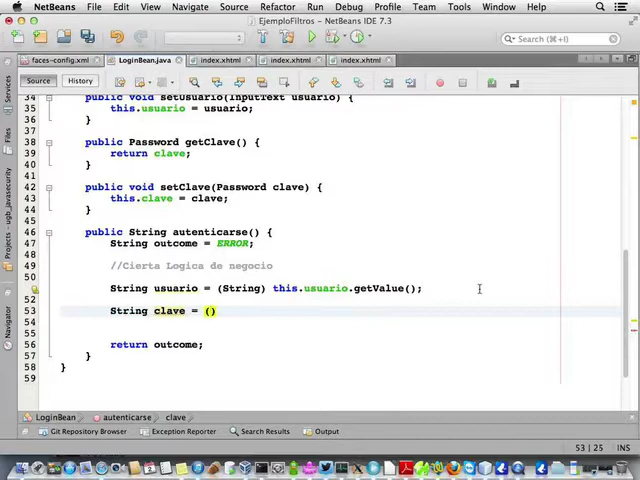 NetBeans File Edit View Navigate Source Refactor Run Debug Profile Team Tools Window Help
EjemploFiltros – NetBeans IDE 7.3
Search (⌘+I)
faces-config.xml LoginBean.java index.xhtml index.xhtml index.xhtml
Source History
Services
Files
Projects - ugb_javasecurity
Navigator
34 public void setUsuario(InputText usuario) {
35 this.usuario = usuario;
36 }
37
38 public Password getClave() {
39 return clave;
40 }
41
42 public void setClave(Password clave) {
43 this.clave = clave;
44 }
45
46 public String autenticarse() {
47 String outcome = ERROR;
48
49 //Cierta Logica de negocio
50
String usuario = (String) this.usuario.getValue();
52
53 String clave = ()
56 return outcome;
57 }
58 }
59
LoginBean autenticarse clave
Git Repository Browser Exception Reporter Search Results Output
53 | 25 INS